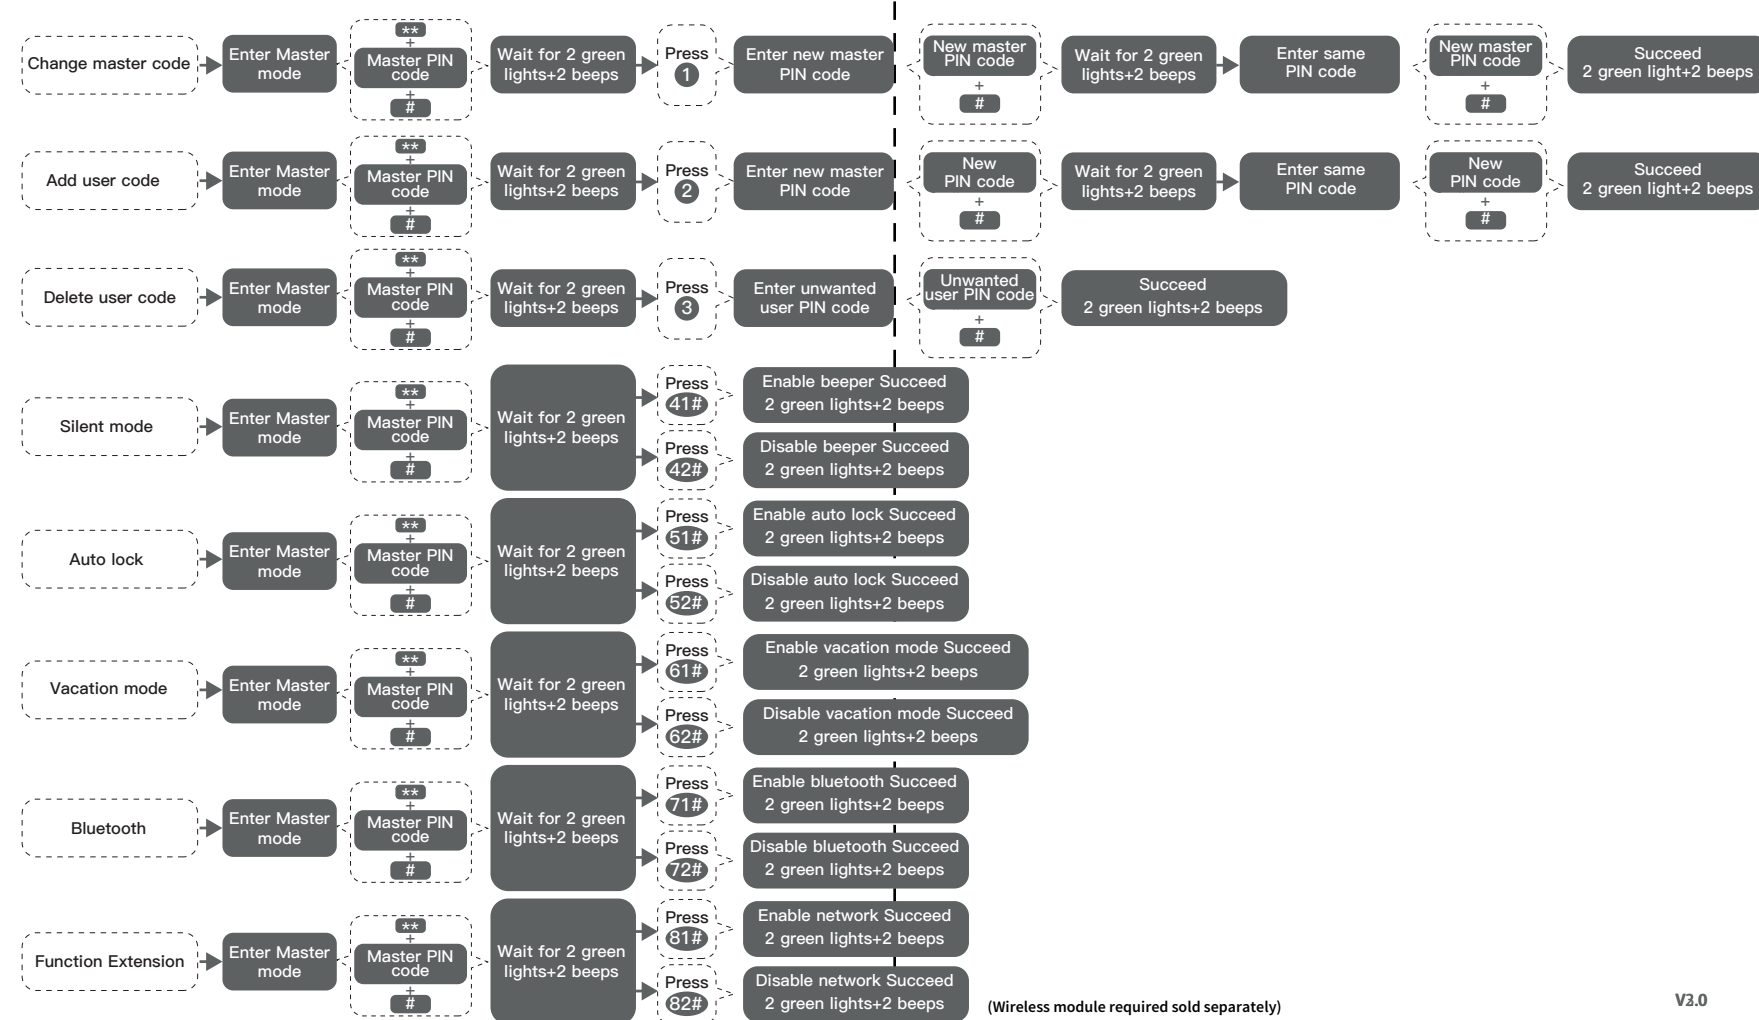 Change master code
Enter Master
mode
**
+
Master PIN
code
+
#
Wait for 2 green
lights+2 beeps
Press
1
Enter new master
PIN code
New master
PIN code
+
#
Wait for 2 green
lights+2 beeps
Enter same
PIN code
New master
PIN code
+
#
Succeed
2 green light+2 beeps
Add user code
Enter Master
mode
**
+
Master PIN
code
+
#
Wait for 2 green
lights+2 beeps
Press
2
Enter new master
PIN code
New
PIN code
+
#
Wait for 2 green
lights+2 beeps
Enter same
PIN code
New
PIN code
+
#
Succeed
2 green light+2 beeps
Delete user code
Enter Master
mode
**
+
Master PIN
code
+
#
Wait for 2 green
lights+2 beeps
Press
3
Enter unwanted
user PIN code
Unwanted
user PIN code
+
#
Succeed
2 green lights+2 beeps
Silent mode
Enter Master
mode
**
+
Master PIN
code
+
#
Wait for 2 green
lights+2 beeps
Press
41#
Enable beeper Succeed
2 green lights+2 beeps
Press
42#
Disable beeper Succeed
2 green lights+2 beeps
Auto lock
Enter Master
mode
**
+
Master PIN
code
+
#
Wait for 2 green
lights+2 beeps
Press
51#
Enable auto lock Succeed
2 green lights+2 beeps
Press
52#
Disable auto lock Succeed
2 green lights+2 beeps
Vacation mode
Enter Master
mode
**
+
Master PIN
code
+
#
Wait for 2 green
lights+2 beeps
Press
61#
Enable vacation mode Succeed
2 green lights+2 beeps
Press
62#
Disable vacation mode Succeed
2 green lights+2 beeps
Bluetooth
Enter Master
mode
**
+
Master PIN
code
+
#
Wait for 2 green
lights+2 beeps
Press
71#
Enable bluetooth Succeed
2 green lights+2 beeps
Press
72#
Disable bluetooth Succeed
2 green lights+2 beeps
Function Extension
Enter Master
mode
**
+
Master PIN
code
+
#
Wait for 2 green
lights+2 beeps
Press
81#
Enable network Succeed
2 green lights+2 beeps
Press
82#
Disable network Succeed
2 green lights+2 beeps
(Wireless module required sold separately)